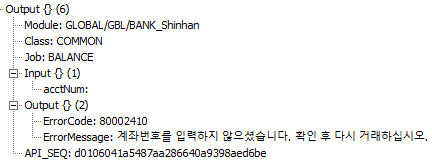 Output {} (6)
Module: GLOBAL/GBL/BANK_Shinhan
Class: COMMON
Job: BALANCE
Input {} (1)
acctNum:
Output {} (2)
ErrorCode: 80002410
ErrorMessage: 계좌번호를 입력하지 않으셨습니다. 확인 후 다시 거래하십시오.
API_SEQ: d0106041a5487aa286640a9398aed6be